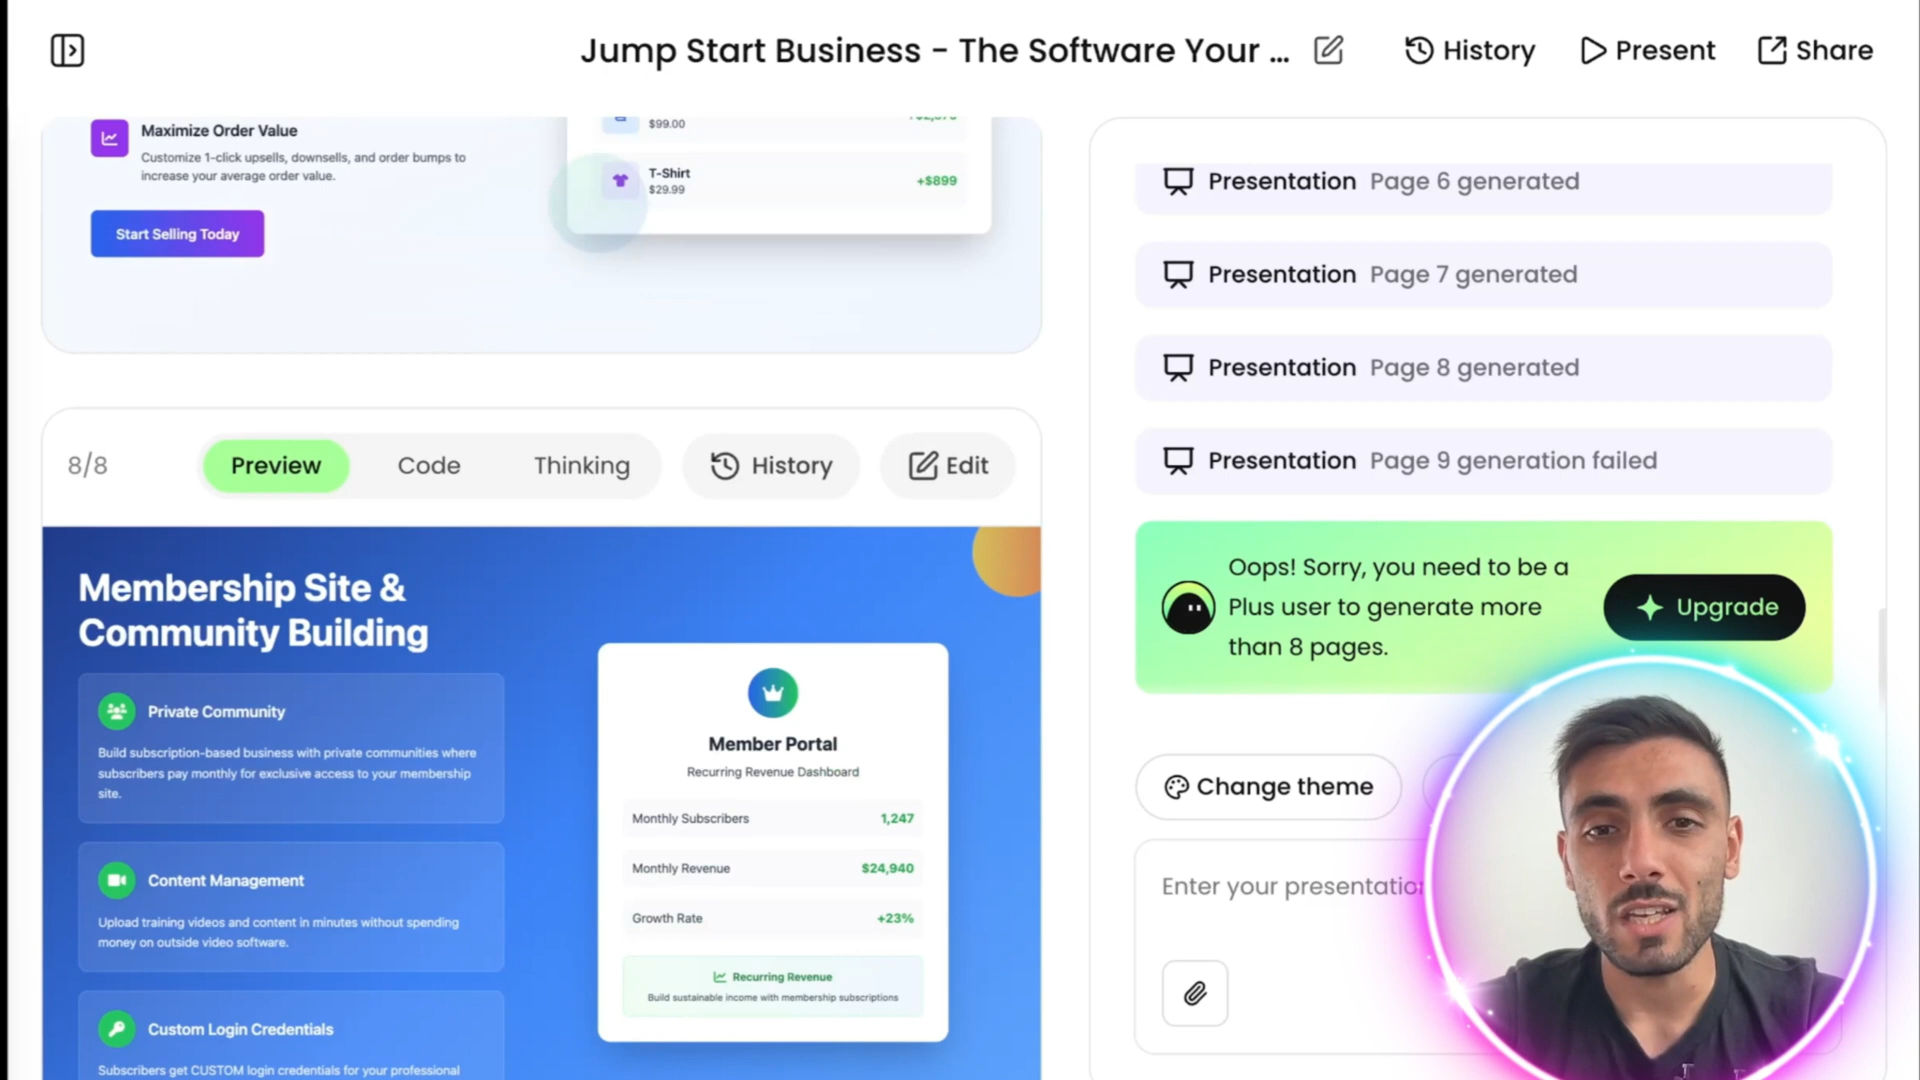 Jump Start Business - The Software Your ...
History
Present
Share
Maximize Order Value
Customize 1-click upsells, downsells, and order bumps to
increase your average order value.
Start Selling Today
$99.00
T-Shirt
$29.99
+$899
8/8
Preview
Code
Thinking
History
Edit
Membership Site &
Community Building
Private Community
Build subscription-based business with private communities where
subscribers pay monthly for exclusive access to your membership
site.
Content Management
Upload training videos and content in minutes without spending
money on outside video software.
Custom Login Credentials
Subscribers get CUSTOM login credentials for your professional
Member Portal
Recurring Revenue Dashboard
Monthly Subscribers
1,247
Monthly Revenue
$24,940
Growth Rate
+23%
Recurring Revenue
Build sustainable income with membership subscriptions
Presentation Page 6 generated
Presentation Page 7 generated
Presentation Page 8 generated
Presentation Page 9 generation failed
Oops! Sorry, you need to be a
Plus user to generate more
than 8 pages.
Upgrade
Change theme
Enter your presentatio